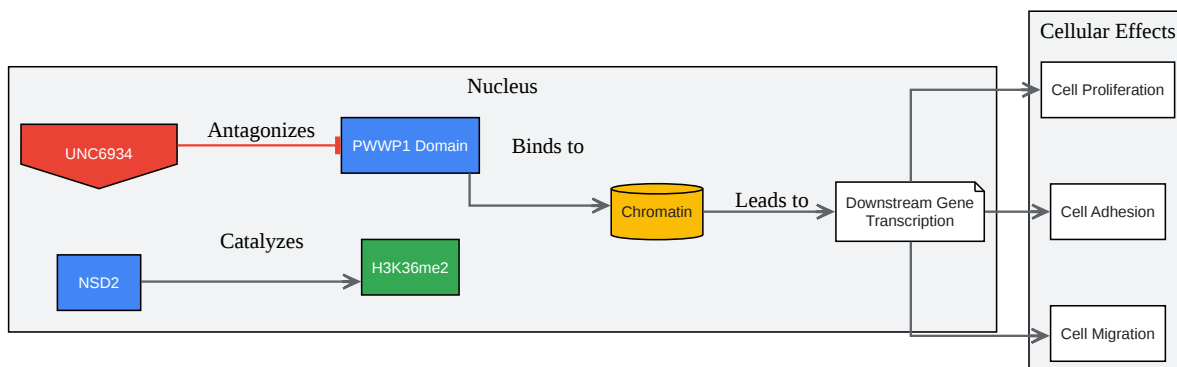 Cellular Effects
Nucleus
Cell Proliferation
UNC6934
Antagonizes
PWWP1 Domain
Binds to
Chromatin
Leads to
Downstream Gene
Transcription
Cell Adhesion
NSD2
Catalyzes
H3K36me2
Cell Migration